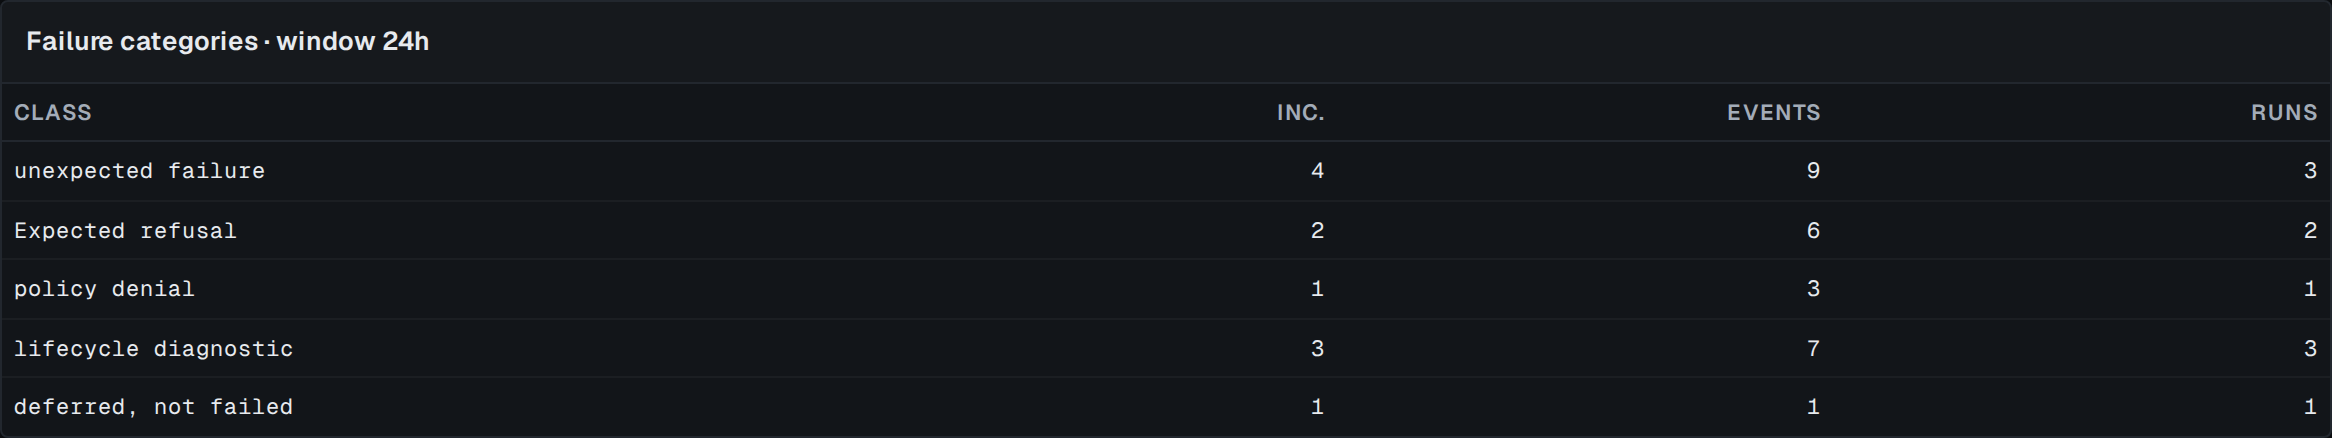 Failure categories · window 24h
CLASS INC. EVENTS RUNS
unexpected failure 4 9 3
Expected refusal 2 6 2
policy denial 1 3 1
lifecycle diagnostic 3 7 3
deferred, not failed 1 1 1